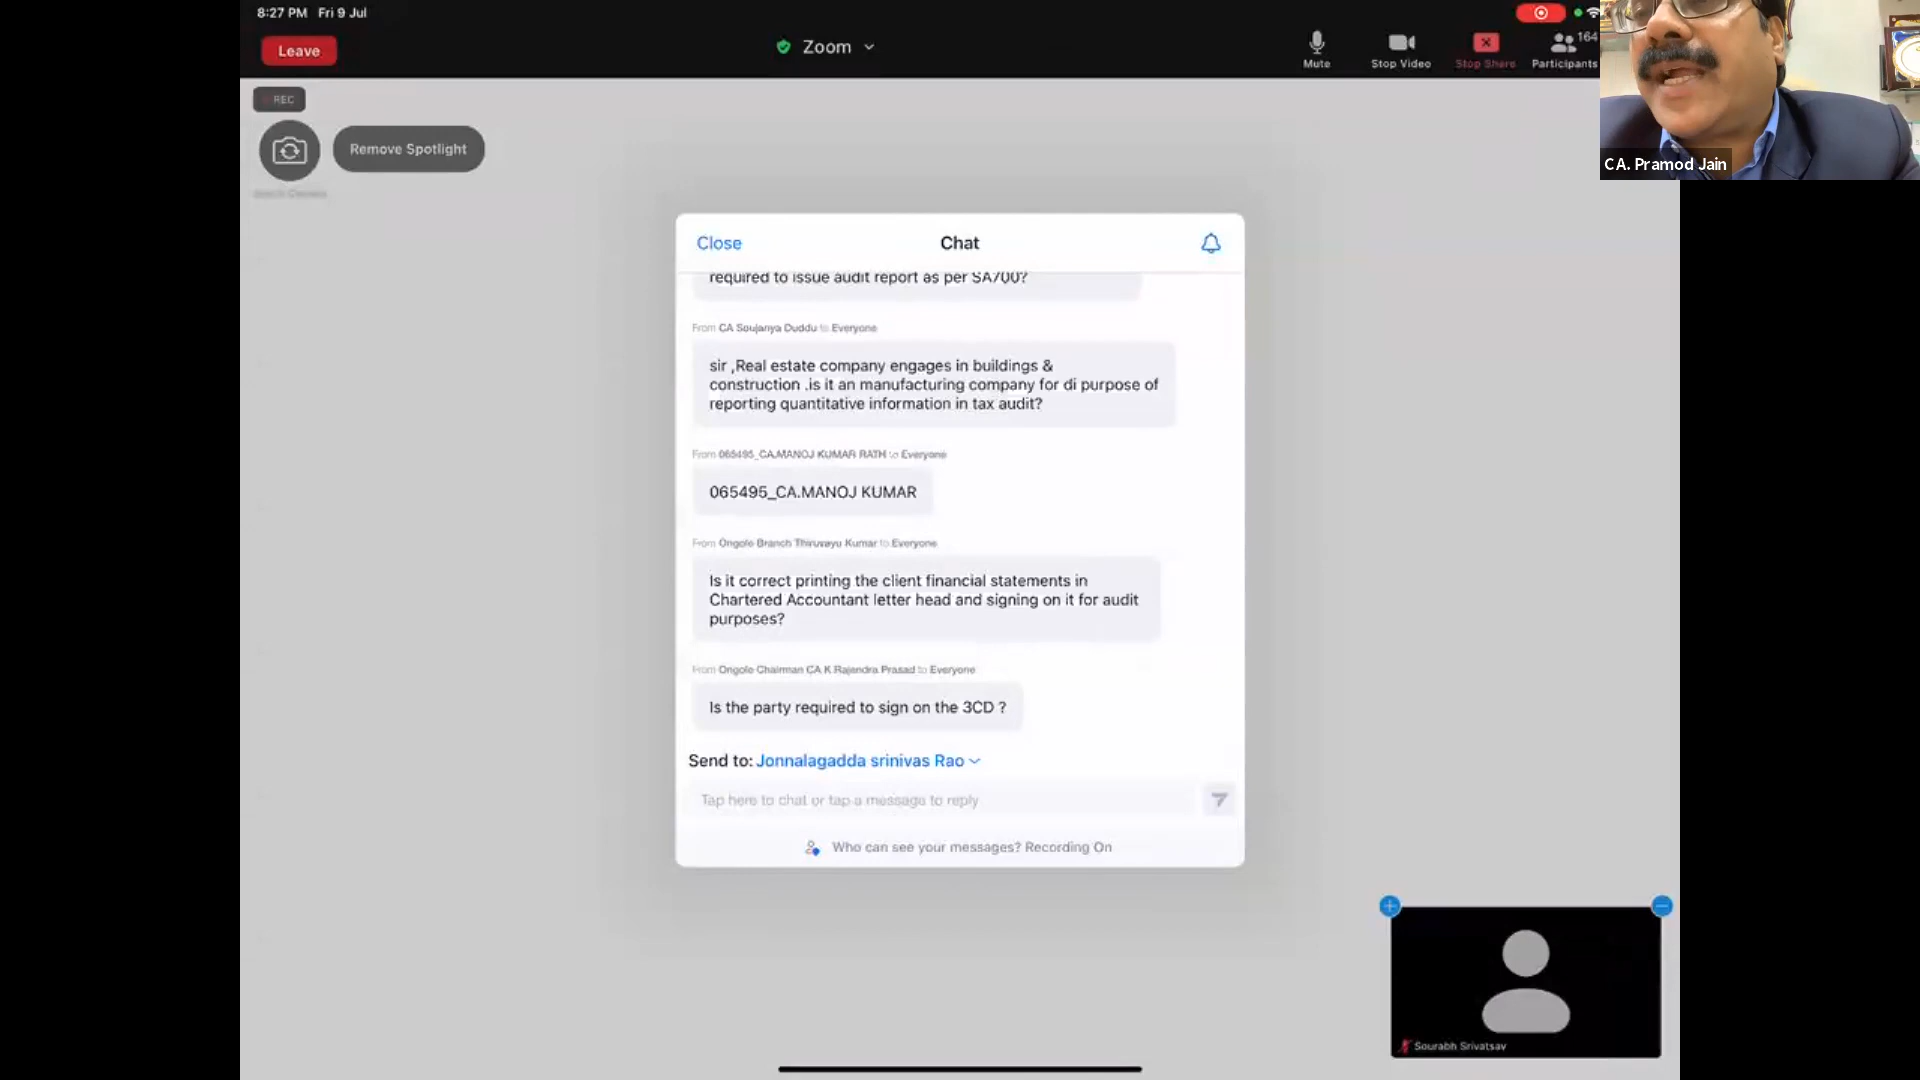 8:27 PM Fri 9 Jul
Leave
Zoom
Mute
Stop Video
Stop Share
164
Participants
REC
Remove Spotlight
CA. Pramod Jain
Close
Chat
required to issue audit report as per SA700?
From CA Soujanya Duddu to Everyone
sir ,Real estate company engages in buildings &
construction .is it an manufacturing company for di purpose of
reporting quantitative information in tax audit?
From 065495_CA.MANOJ KUMAR RATH to Everyone
065495_CA.MANOJ KUMAR
From Ongole Branch Thiruvayu Kumar to Everyone
Is it correct printing the client financial statements in
Chartered Accountant letter head and signing on it for audit
purposes?
From Ongole Chairman CA K Rajendra Prasad to Everyone
Is the party required to sign on the 3CD ?
Send to: Jonnalagadda srinivas Rao
Tap here to chat or tap a message to reply
Who can see your messages? Recording On
Sourabh Srivatsav